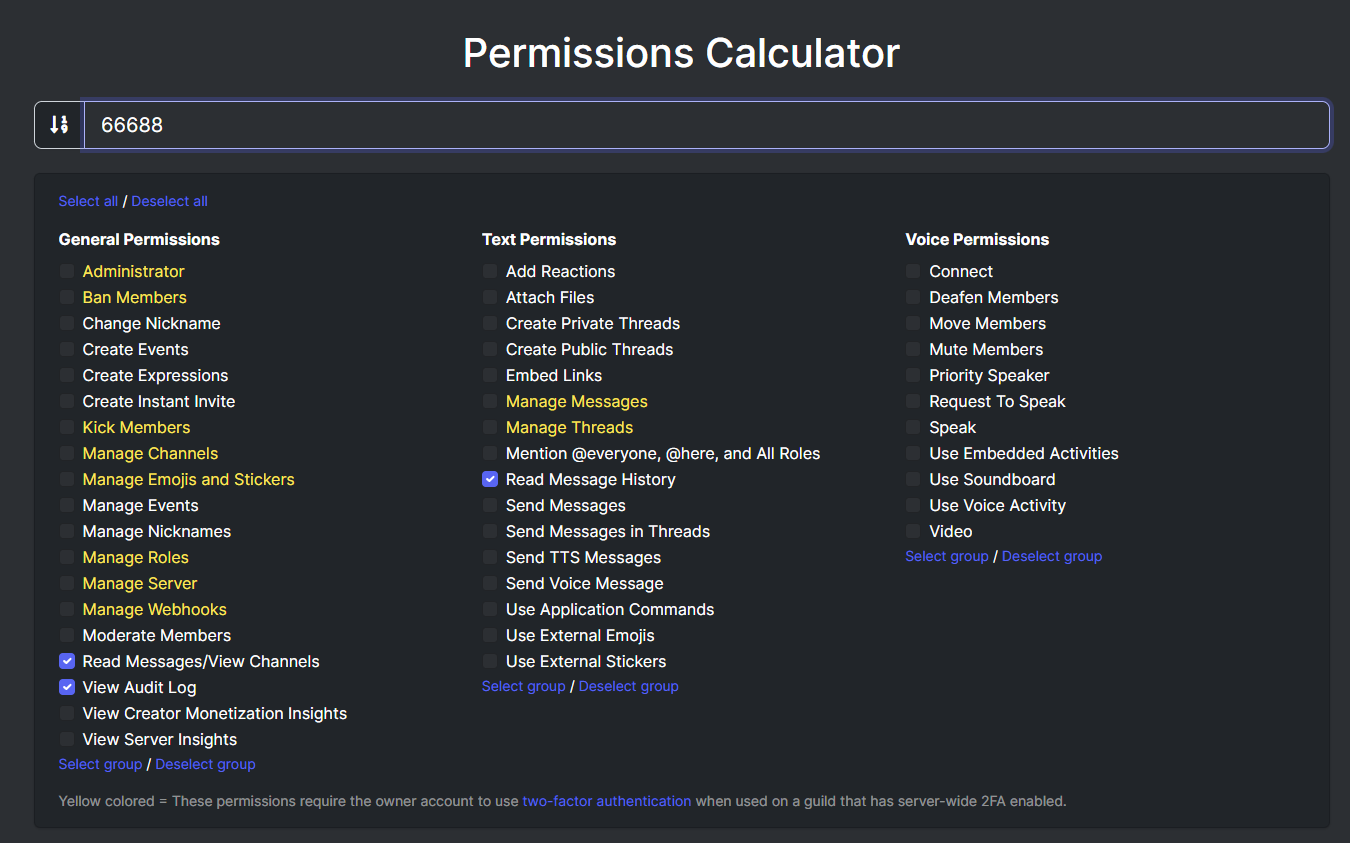 Permissions Calculator
66688
Select all / Deselect all
General Permissions
Administrator
Ban Members
Change Nickname
Create Events
Create Expressions
Create Instant Invite
Kick Members
Manage Channels
Manage Emojis and Stickers
Manage Events
Manage Nicknames
Manage Roles
Manage Server
Manage Webhooks
Moderate Members
Read Messages/View Channels
View Audit Log
View Creator Monetization Insights
View Server Insights
Select group / Deselect group
Text Permissions
Add Reactions
Attach Files
Create Private Threads
Create Public Threads
Embed Links
Manage Messages
Manage Threads
Mention @everyone, @here, and All Roles
Read Message History
Send Messages
Send Messages in Threads
Send TTS Messages
Send Voice Message
Use Application Commands
Use External Emojis
Use External Stickers
Select group / Deselect group
Voice Permissions
Connect
Deafen Members
Move Members
Mute Members
Priority Speaker
Request To Speak
Speak
Use Embedded Activities
Use Soundboard
Use Voice Activity
Video
Select group / Deselect group
Yellow colored = These permissions require the owner account to use two-factor authentication when used on a guild that has server-wide 2FA enabled.